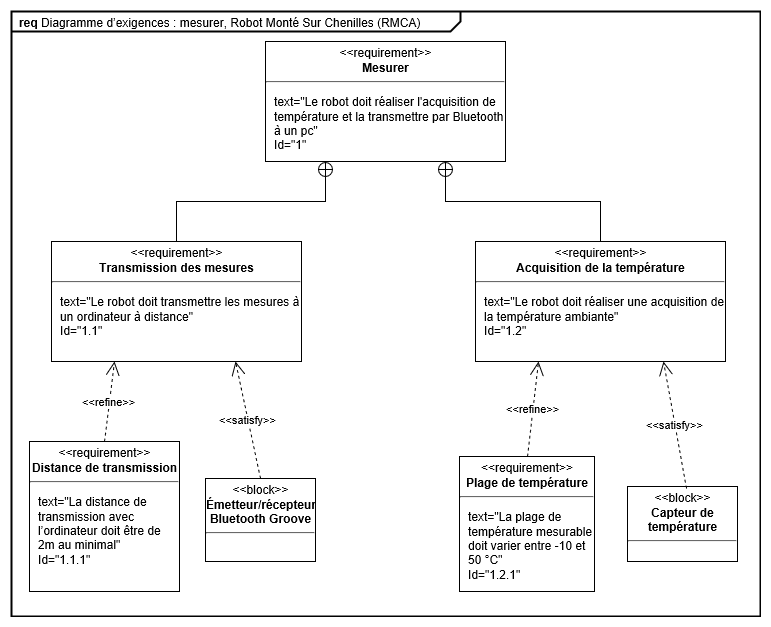 req Diagramme d'exigences : mesurer, Robot Monté Sur Chenilles (RMCA)
<<requirement>>
Mesurer
text="Le robot doit réaliser l'acquisition de
température et la transmettre par Bluetooth
à un pc"
Id="1"
<<requirement>>
Transmission des mesures
text="Le robot doit transmettre les mesures à
un ordinateur à distance"
Id="1.1"
<<requirement>>
Acquisition de la température
text="Le robot doit réaliser une acquisition de
la température ambiante"
Id="1.2"
<<refine>>
<<satisfy>>
<<refine>>
<<satisfy>>
<<requirement>>
Distance de transmission
text="La distance de
transmission avec
l'ordinateur doit être de
2m au minimal"
Id="1.1.1"
<<block>>
Émetteur/récepteur
Bluetooth Groove
<<requirement>>
Plage de température
text="La plage de
température mesurable
doit varier entre -10 et
50 °C"
Id="1.2.1"
<<block>>
Capteur de
température